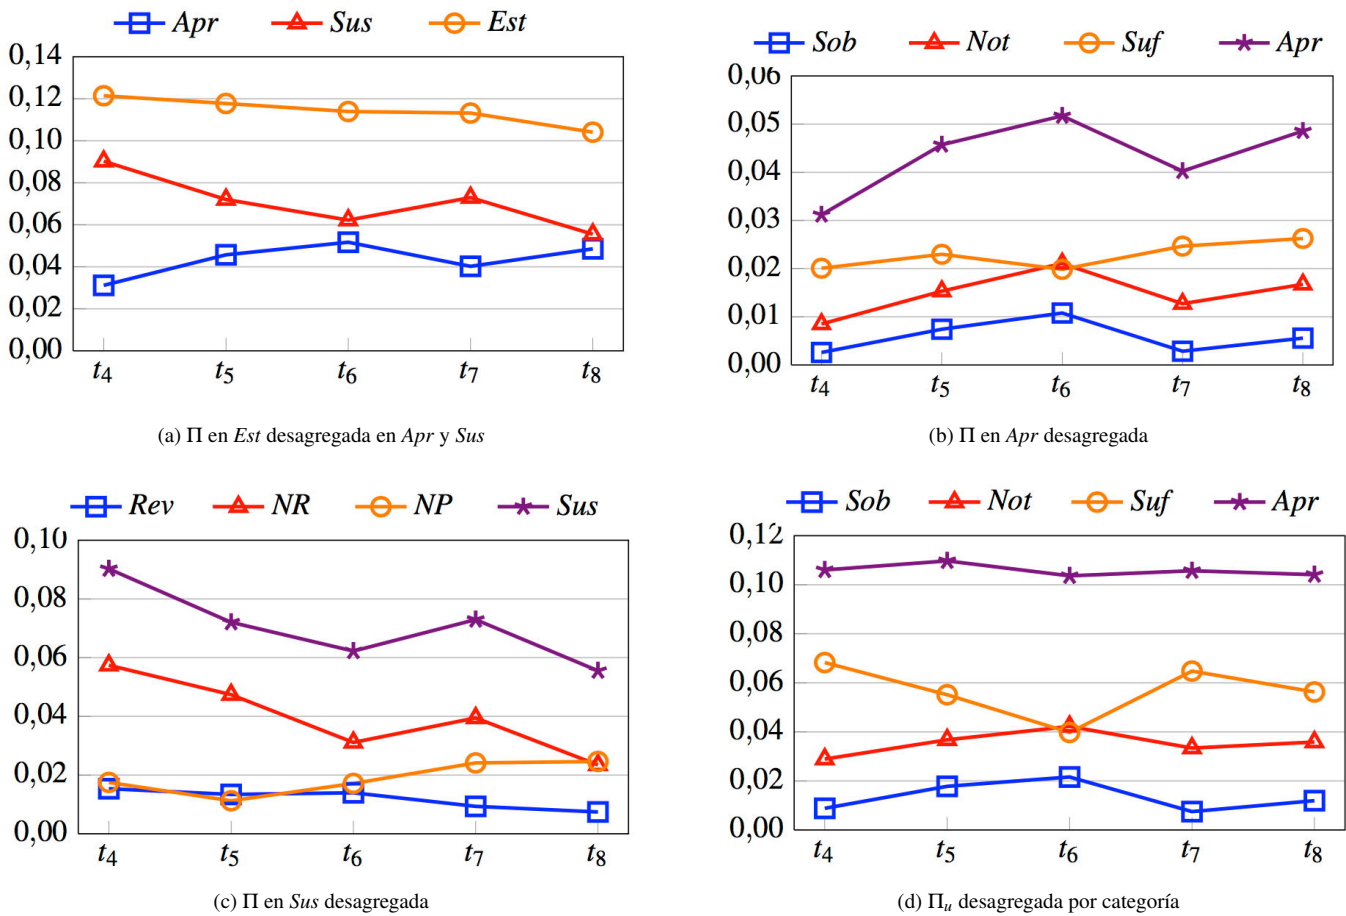 Apr Sus Est
0,14
0,12
0,10
0,08
0,06
0,04
0,02
0,00
t4 t5 t6 t7 t8
(a) Π en Est desagregada en Apr y Sus
Sob Not Suf Apr
0,06
0,05
0,04
0,03
0,02
0,01
0,00
t4 t5 t6 t7 t8
(b) Π en Apr desagregada
Rev NR NP Sus
0,10
0,08
0,06
0,04
0,02
0,00
t4 t5 t6 t7 t8
(c) Π en Sus desagregada
Sob Not Suf Apr
0,12
0,10
0,08
0,06
0,04
0,02
0,00
t4 t5 t6 t7 t8
(d) Πu desagregada por categoría